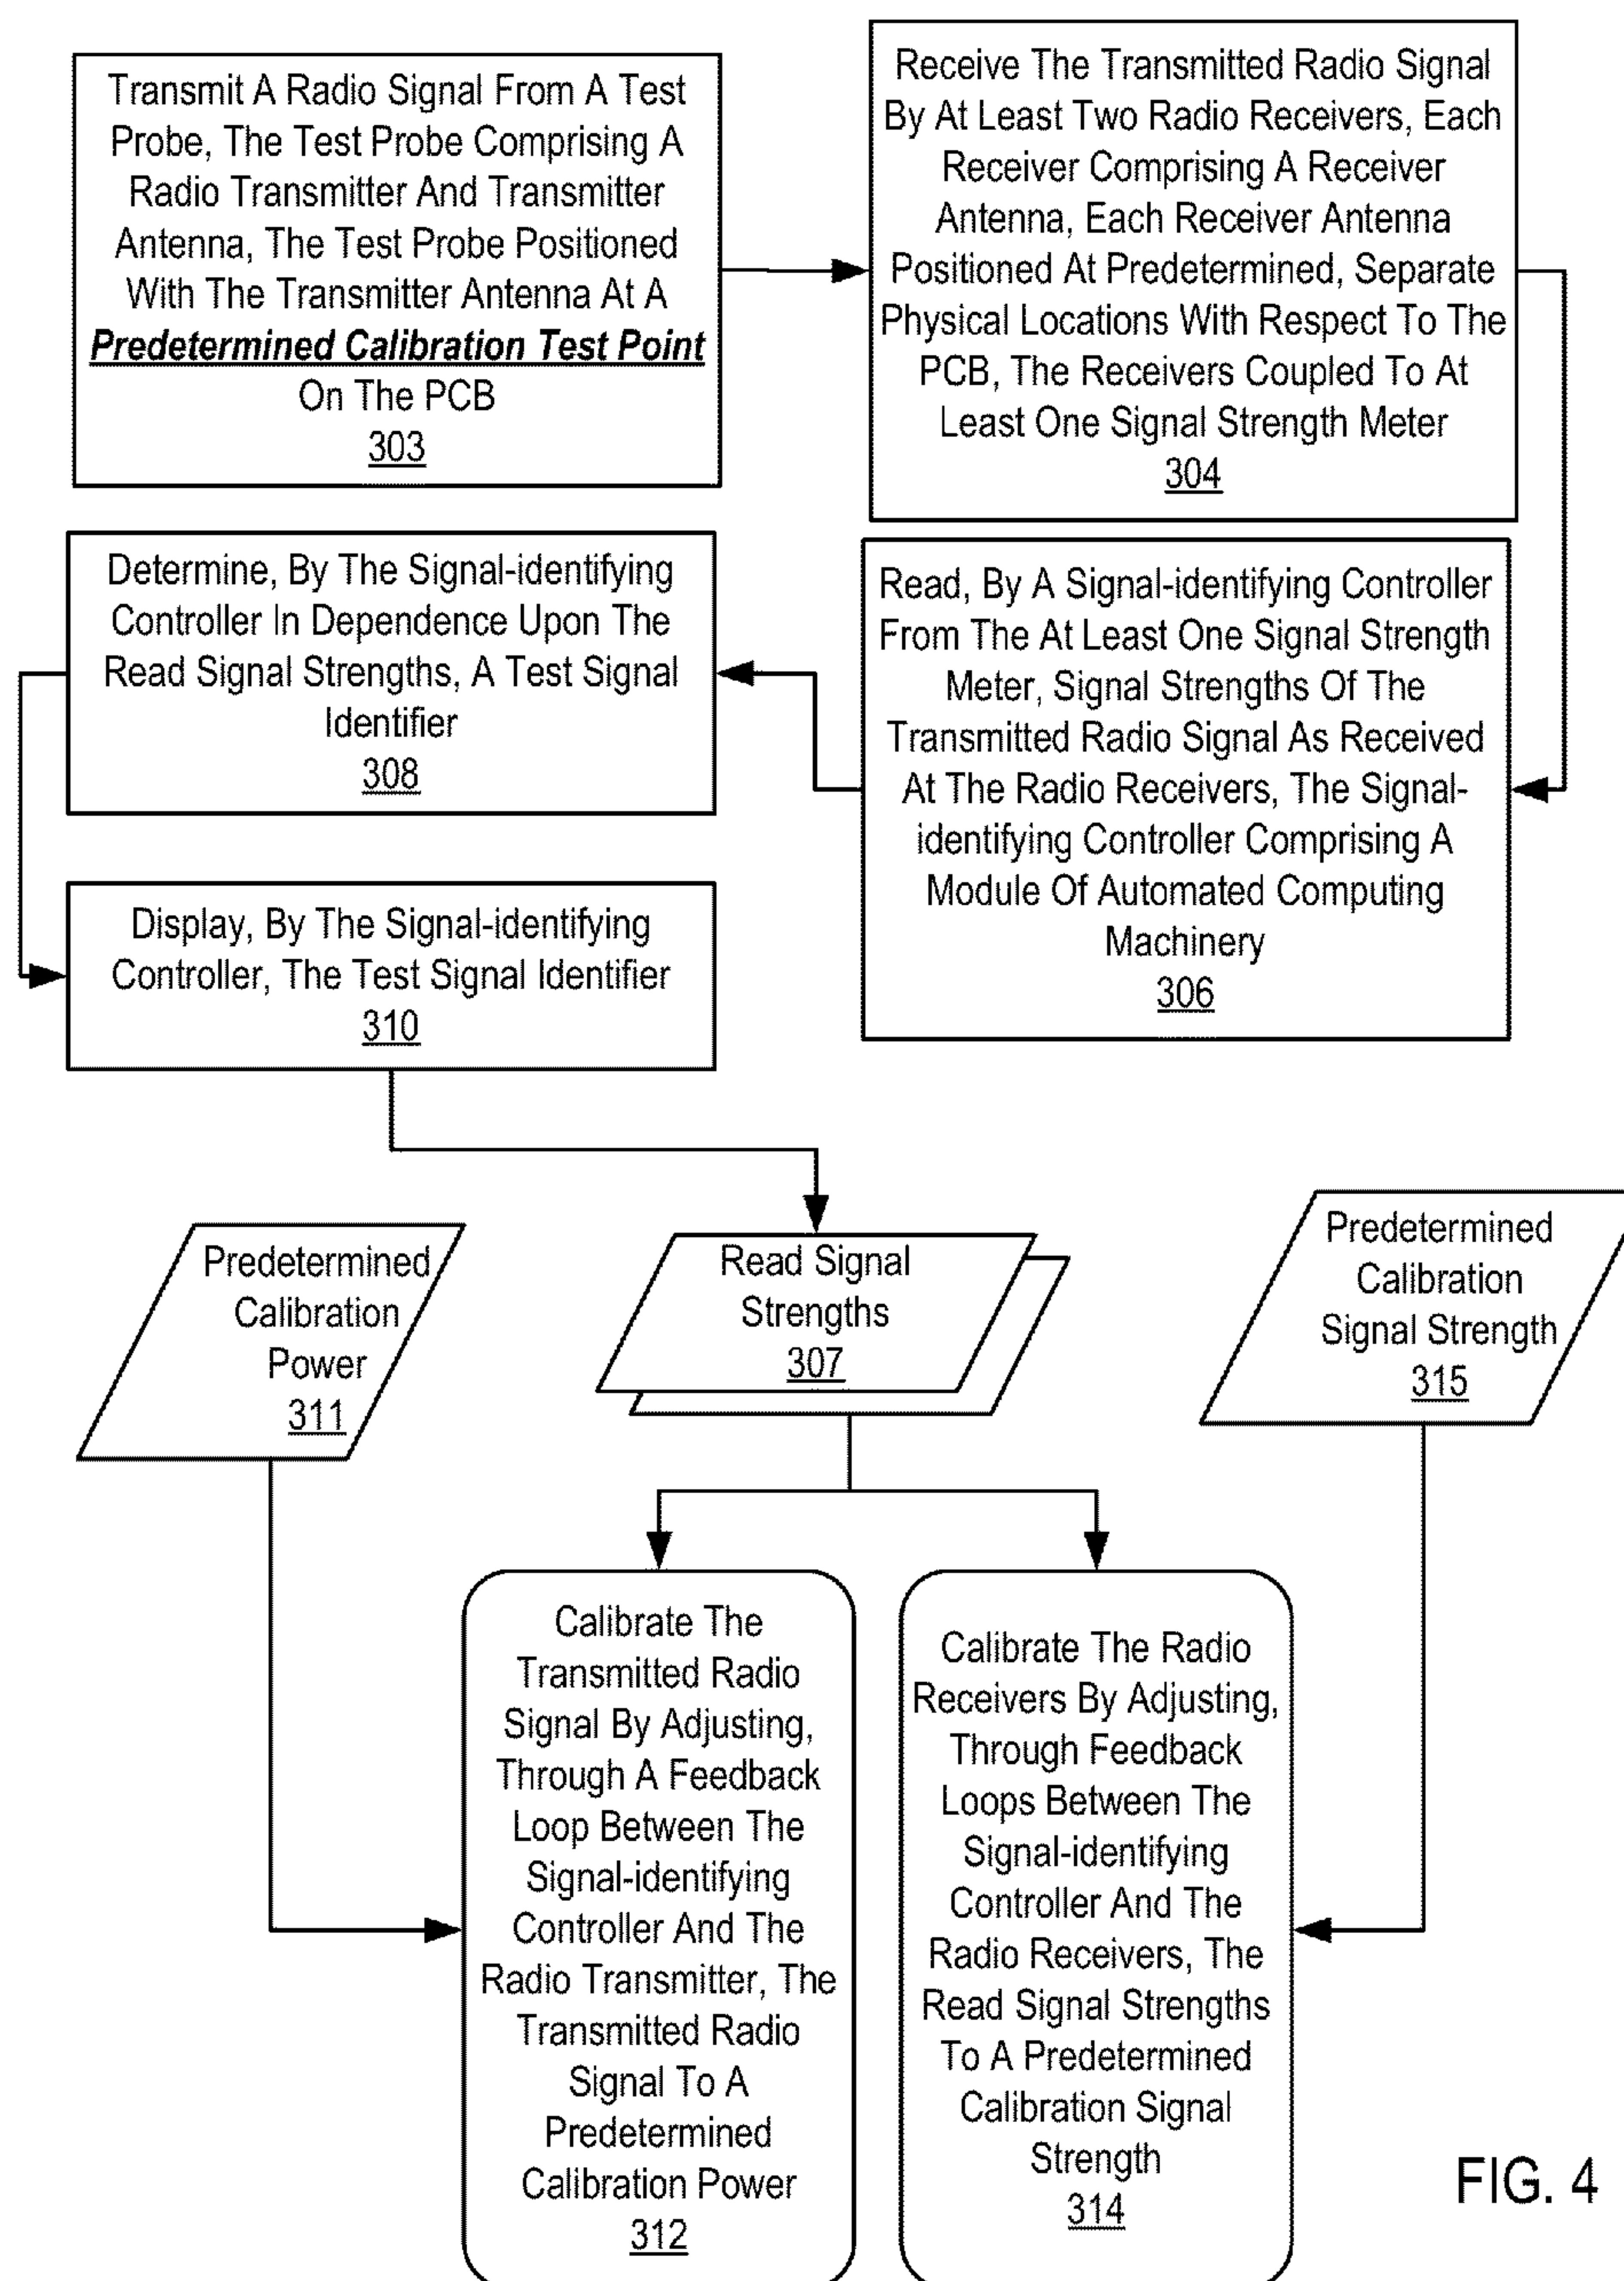 Transmit A Radio Signal From A Test
Probe, The Test Probe Comprising A
Radio Transmitter And Transmitter
Antenna, The Test Probe Positioned
With The Transmitter Antenna At A
Predetermined Calibration Test Point
On The PCB
303
Receive The Transmitted Radio Signal
By At Least Two Radio Receivers, Each
Receiver Comprising A Receiver
Antenna, Each Receiver Antenna
Positioned At Predetermined, Separate
Physical Locations With Respect To The
PCB, The Receivers Coupled To At
Least One Signal Strength Meter
304
Read, By A Signal-identifying Controller
From The At Least One Signal Strength
Meter, Signal Strengths Of The
Transmitted Radio Signal As Received
At The Radio Receivers, The Signal-
identifying Controller Comprising A
Module Of Automated Computing
Machinery
306
Determine, By The Signal-identifying
Controller In Dependence Upon The
Read Signal Strengths, A Test Signal
Identifier
308
Display, By The Signal-identifying
Controller, The Test Signal Identifier
310
Predetermined
Calibration
Power
311
Read Signal
Strengths
307
Predetermined
Calibration
Signal Strength
315
Calibrate The
Transmitted Radio
Signal By Adjusting,
Through A Feedback
Loop Between The
Signal-identifying
Controller And The
Radio Transmitter, The
Transmitted Radio
Signal To A
Predetermined
Calibration Power
312
Calibrate The Radio
Receivers By Adjusting,
Through Feedback
Loops Between The
Signal-identifying
Controller And The
Radio Receivers, The
Read Signal Strengths
To A Predetermined
Calibration Signal
Strength
314
FIG. 4